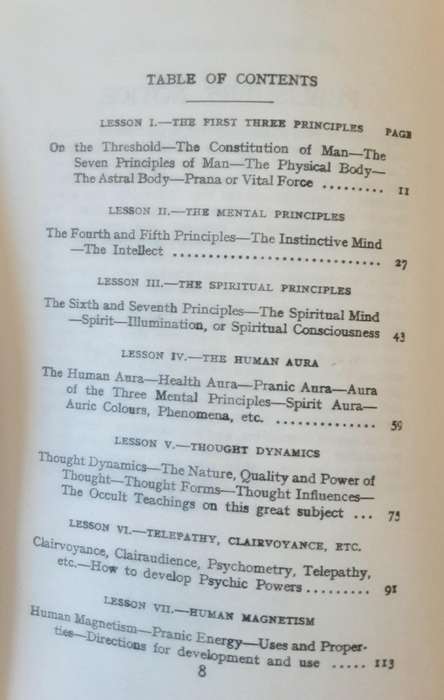 TABLE OF CONTENTS
LESSON I.—THE FIRST THREE PRINCIPLES PAGE
On the Threshold—The Constitution of Man—The
Seven Principles of Man—The Physical Body—
The Astral Body—Prana or Vital Force ......... 11
LESSON II.—THE MENTAL PRINCIPLES
The Fourth and Fifth Principles—The Instinctive Mind
—The Intellect .............................. 27
LESSON III.—THE SPIRITUAL PRINCIPLES
The Sixth and Seventh Principles—The Spiritual Mind
—Spirit—Illumination, or Spiritual Consciousness 43
LESSON IV.—THE HUMAN AURA
The Human Aura—Health Aura—Pranic Aura—Aura
of the Three Mental Principles—Spirit Aura—
Auric Colours, Phenomena, etc. .............. 59
LESSON V.—THOUGHT DYNAMICS
Thought Dynamics—The Nature, Quality and Power of
Thought—Thought Forms—Thought Influences—
The Occult Teachings on this great subject ... 75
LESSON VI.—TELEPATHY, CLAIRVOYANCE, ETC.
Clairvoyance, Clairaudience, Psychometry, Telepathy,
etc.—How to develop Psychic Powers......... 91
LESSON VII.—HUMAN MAGNETISM
Human Magnetism—Pranic Energy—Uses and Proper-
ties—Directions for development and use ..... 113
8